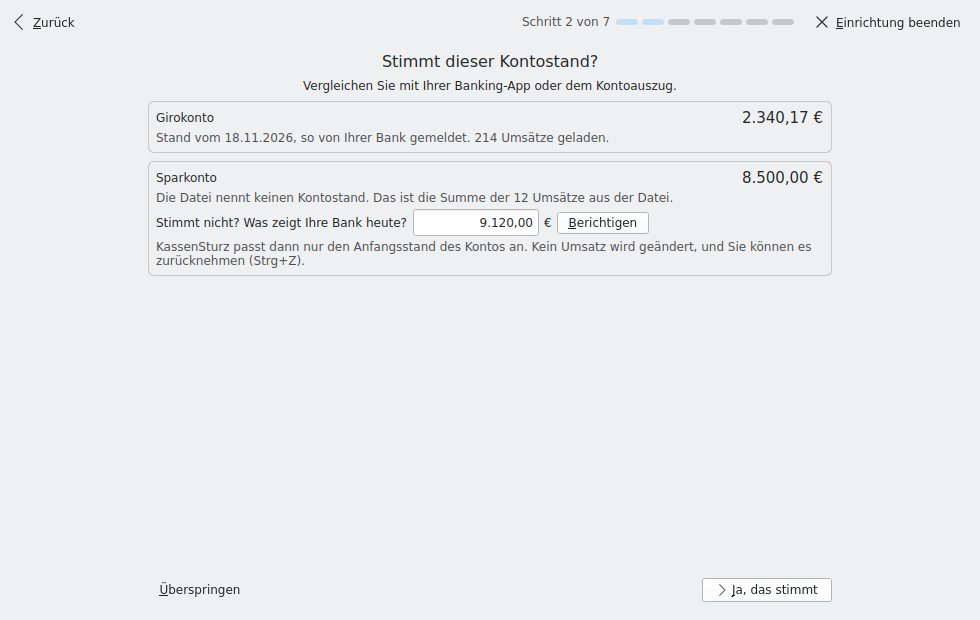 Zurück
Schritt 2 von 7
Einrichtung beenden
Stimmt dieser Kontostand?
Vergleichen Sie mit Ihrer Banking-App oder dem Kontoauszug.
Girokonto 2.340,17 €
Stand vom 18.11.2026, so von Ihrer Bank gemeldet. 214 Umsätze geladen.
Sparkonto 8.500,00 €
Die Datei nennt keinen Kontostand. Das ist die Summe der 12 Umsätze aus der Datei.
Stimmt nicht? Was zeigt Ihre Bank heute? 9.120,00 € Berichtigen
KassenSturz passt dann nur den Anfangsstand des Kontos an. Kein Umsatz wird geändert, und Sie können es
zurücknehmen (Strg+Z).
Überspringen
Ja, das stimmt